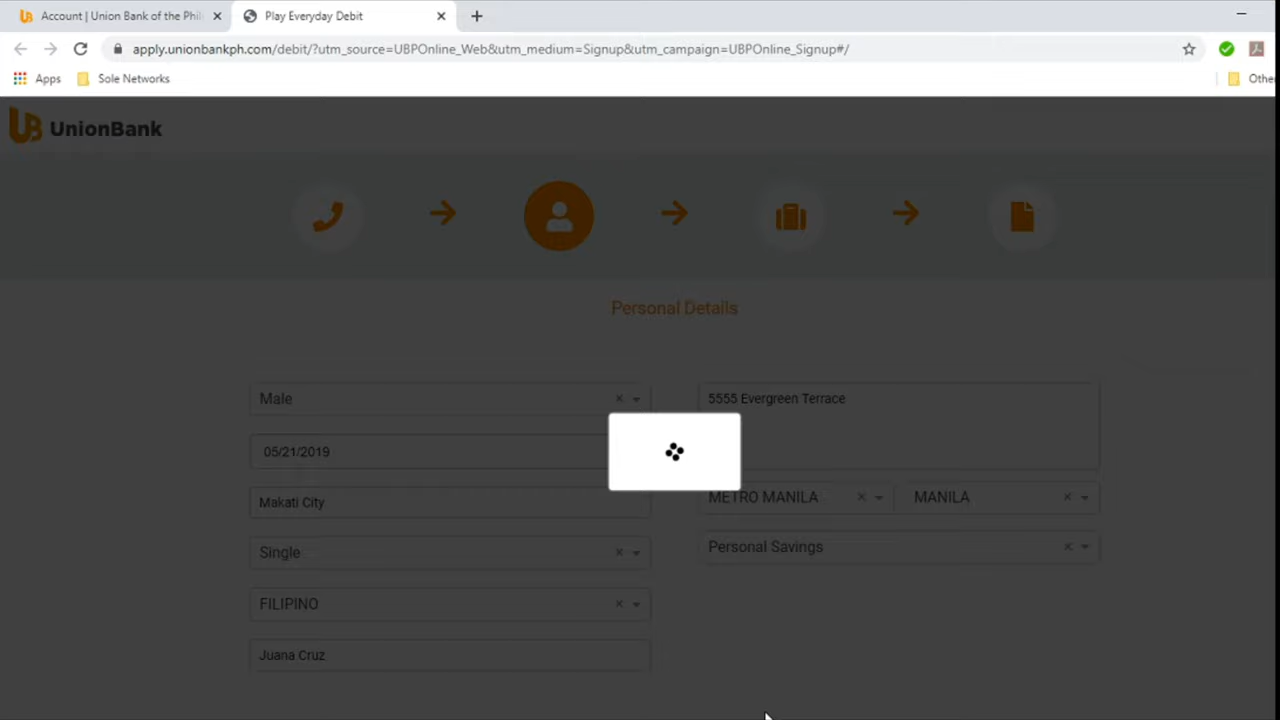 Account | Union Bank of the Phil
Play Everyday Debit
apply.unionbankph.com/debit/?utm_source=UBPOnline_Web&utm_medium=Signup&utm_campaign=UBPOnline_Signup#/
Apps
Sole Networks
Other
UnionBank
Personal Details
Male
5555 Evergreen Terrace
05/21/2019
Makati City
METRO MANILA
MANILA
Single
Personal Savings
FILIPINO
Juana Cruz